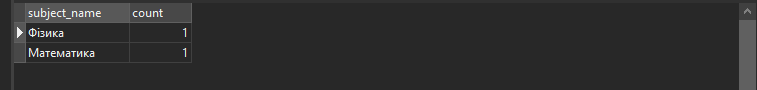 subject_name count
Фізика 1
Математика 1